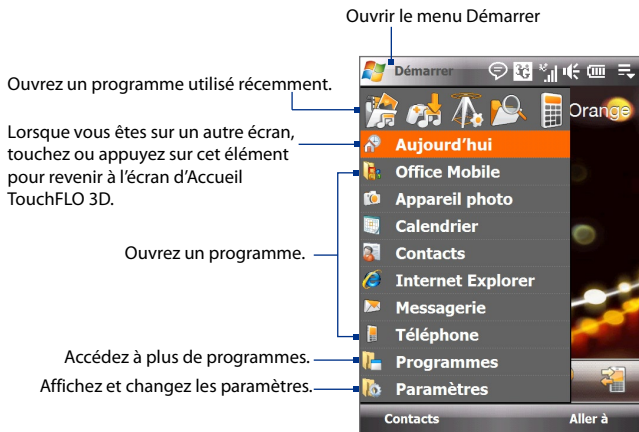 Ouvrir le menu Démarrer
Démarrer
3G
Ouvrez un programme utilisé récemment.
Orange
Lorsque vous êtes sur un autre écran,
touchez ou appuyez sur cet élément
pour revenir à l'écran d'Accueil
TouchFLO 3D.
Aujourd'hui
Office Mobile
Appareil photo
Calendrier
Contacts
Ouvrez un programme.
Internet Explorer
Messagerie
Téléphone
Accédez à plus de programmes.
Programmes
Affichez et changez les paramètres.
Paramètres
Contacts
Aller à